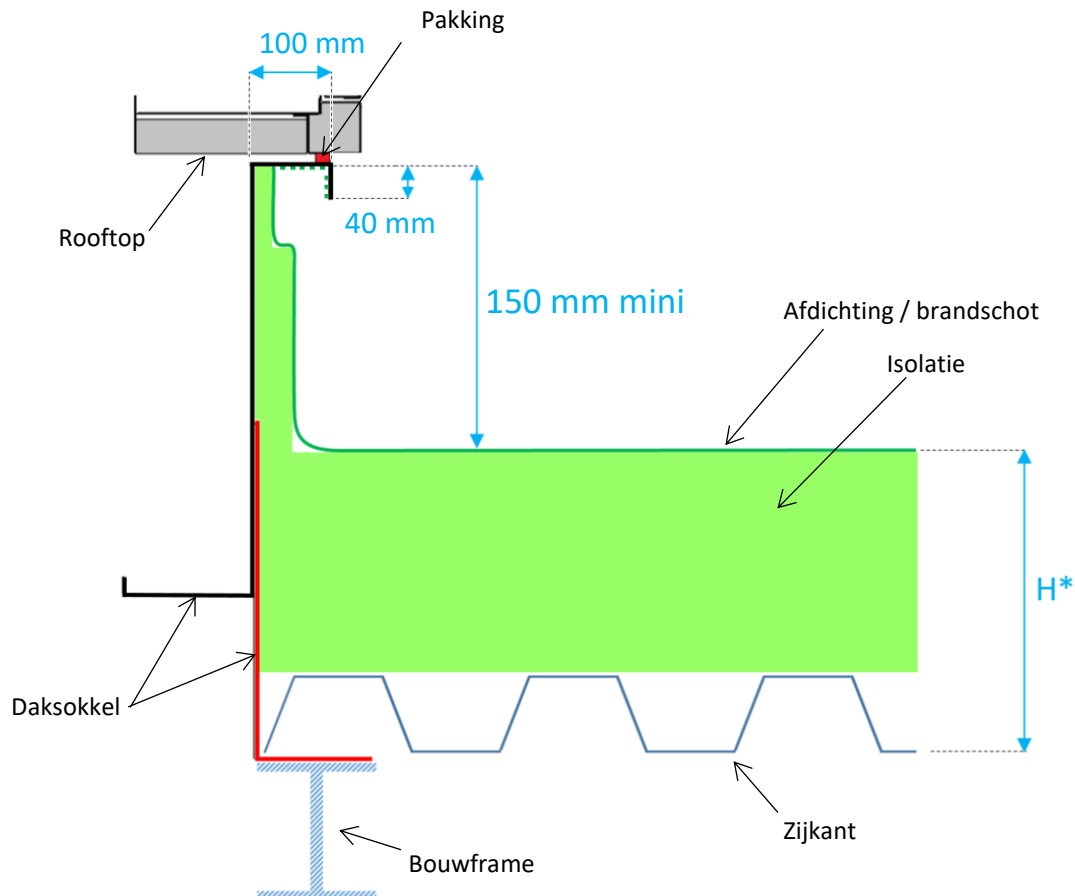 Pakking
100 mm
40 mm
Rooftop
150 mm mini
Afdichting / brandschot
Isolatie
H*
Daksokkel
Zijkant
Bouwframe